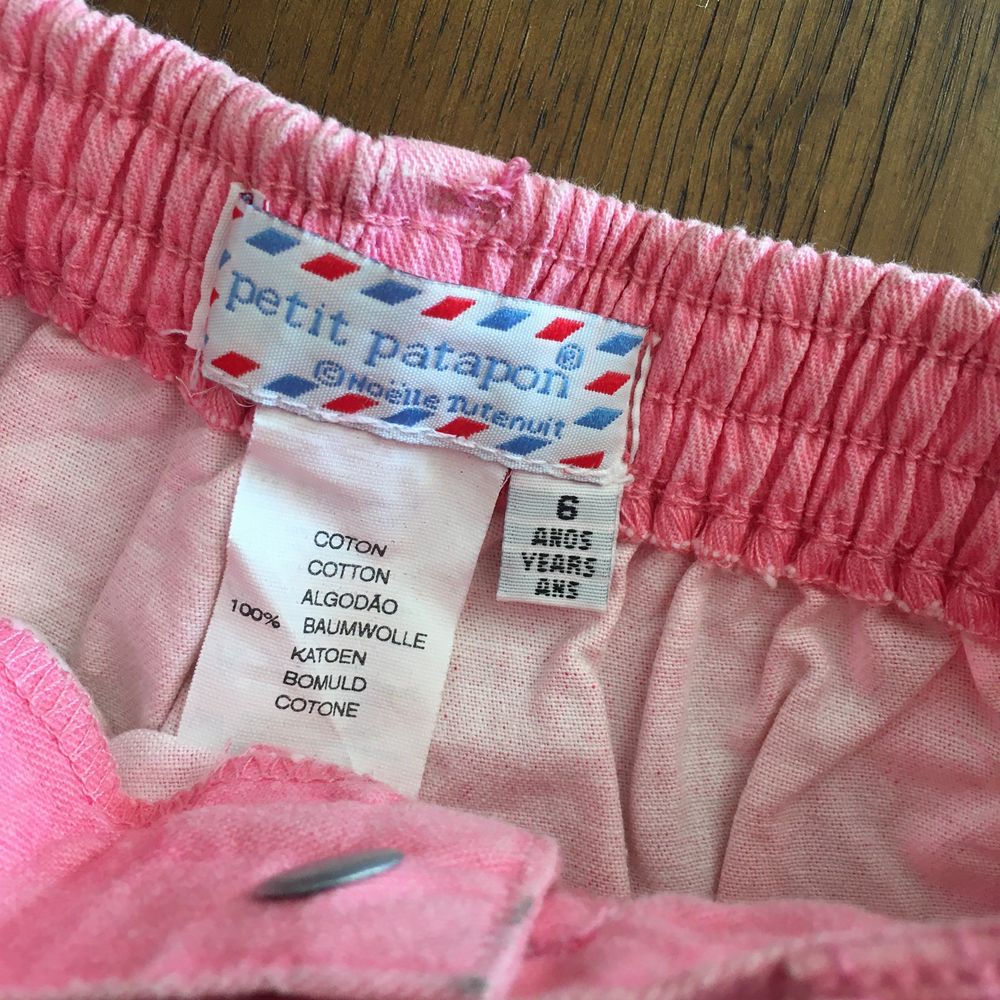 petit patapon ®
© Noëlle Tutenuit
6
ANOS
YEARS
ANS
COTON
COTTON
ALGODÃO
100% BAUMWOLLE
KATOEN
BOMULD
COTONE